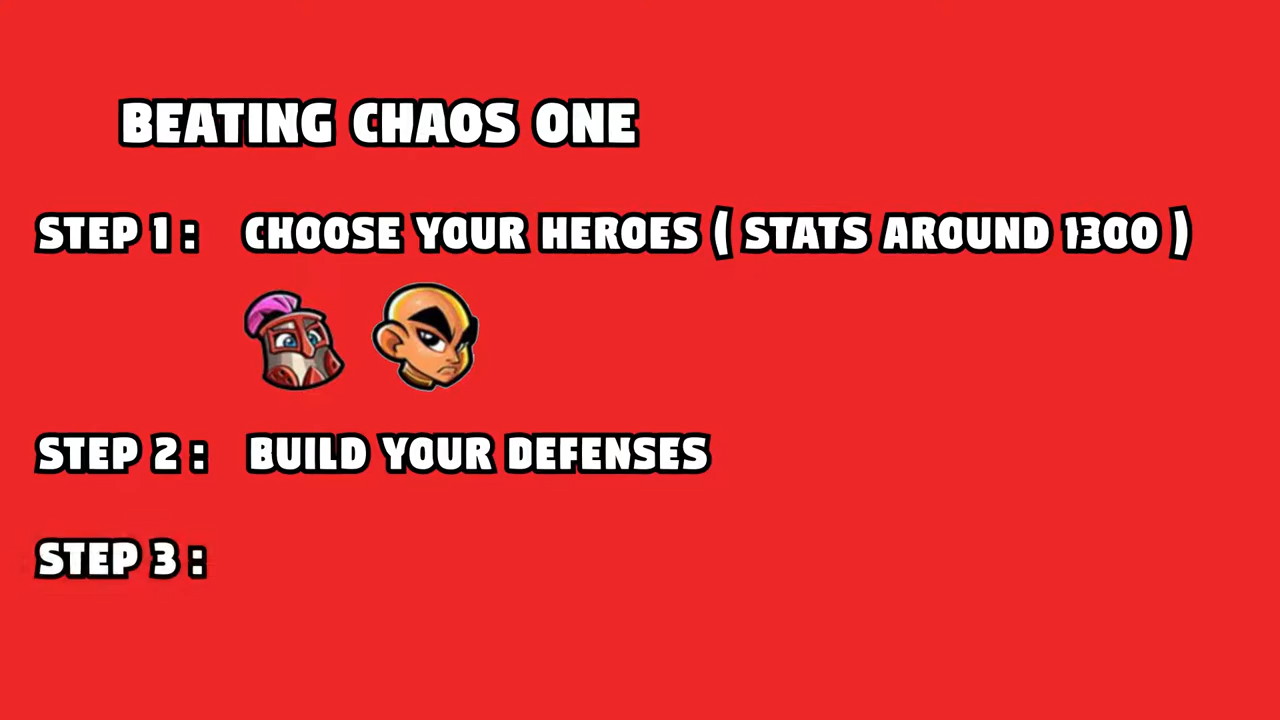 BEATING CHAOS ONE
STEP 1 : CHOOSE YOUR HEROES ( STATS AROUND 1300 )
STEP 2 : BUILD YOUR DEFENSES
STEP 3 :